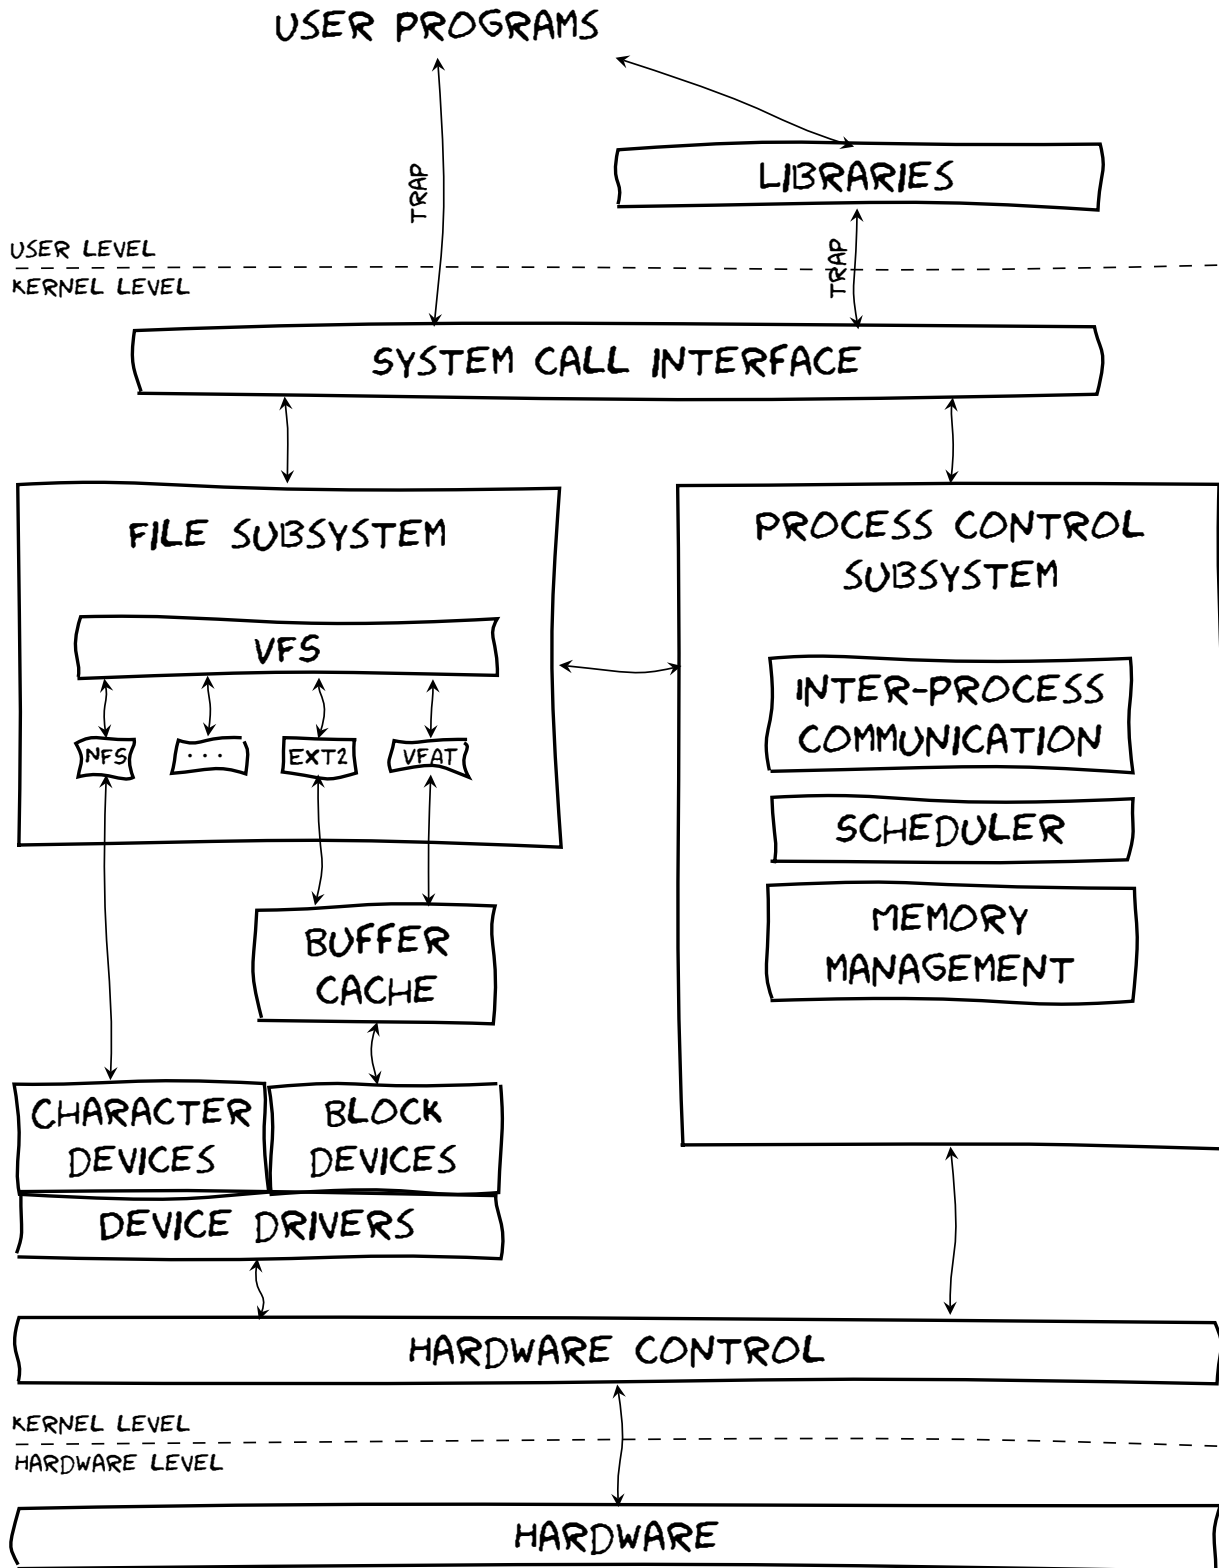 USER PROGRAMS
LIBRARIES
TRAP
TRAP
USER LEVEL
KERNEL LEVEL
SYSTEM CALL INTERFACE
FILE SUBSYSTEM
VFS
NFS
...
EXT2
VFAT
BUFFER
CACHE
CHARACTER
DEVICES
BLOCK
DEVICES
DEVICE DRIVERS
PROCESS CONTROL
SUBSYSTEM
INTER-PROCESS
COMMUNICATION
SCHEDULER
MEMORY
MANAGEMENT
HARDWARE CONTROL
KERNEL LEVEL
HARDWARE LEVEL
HARDWARE